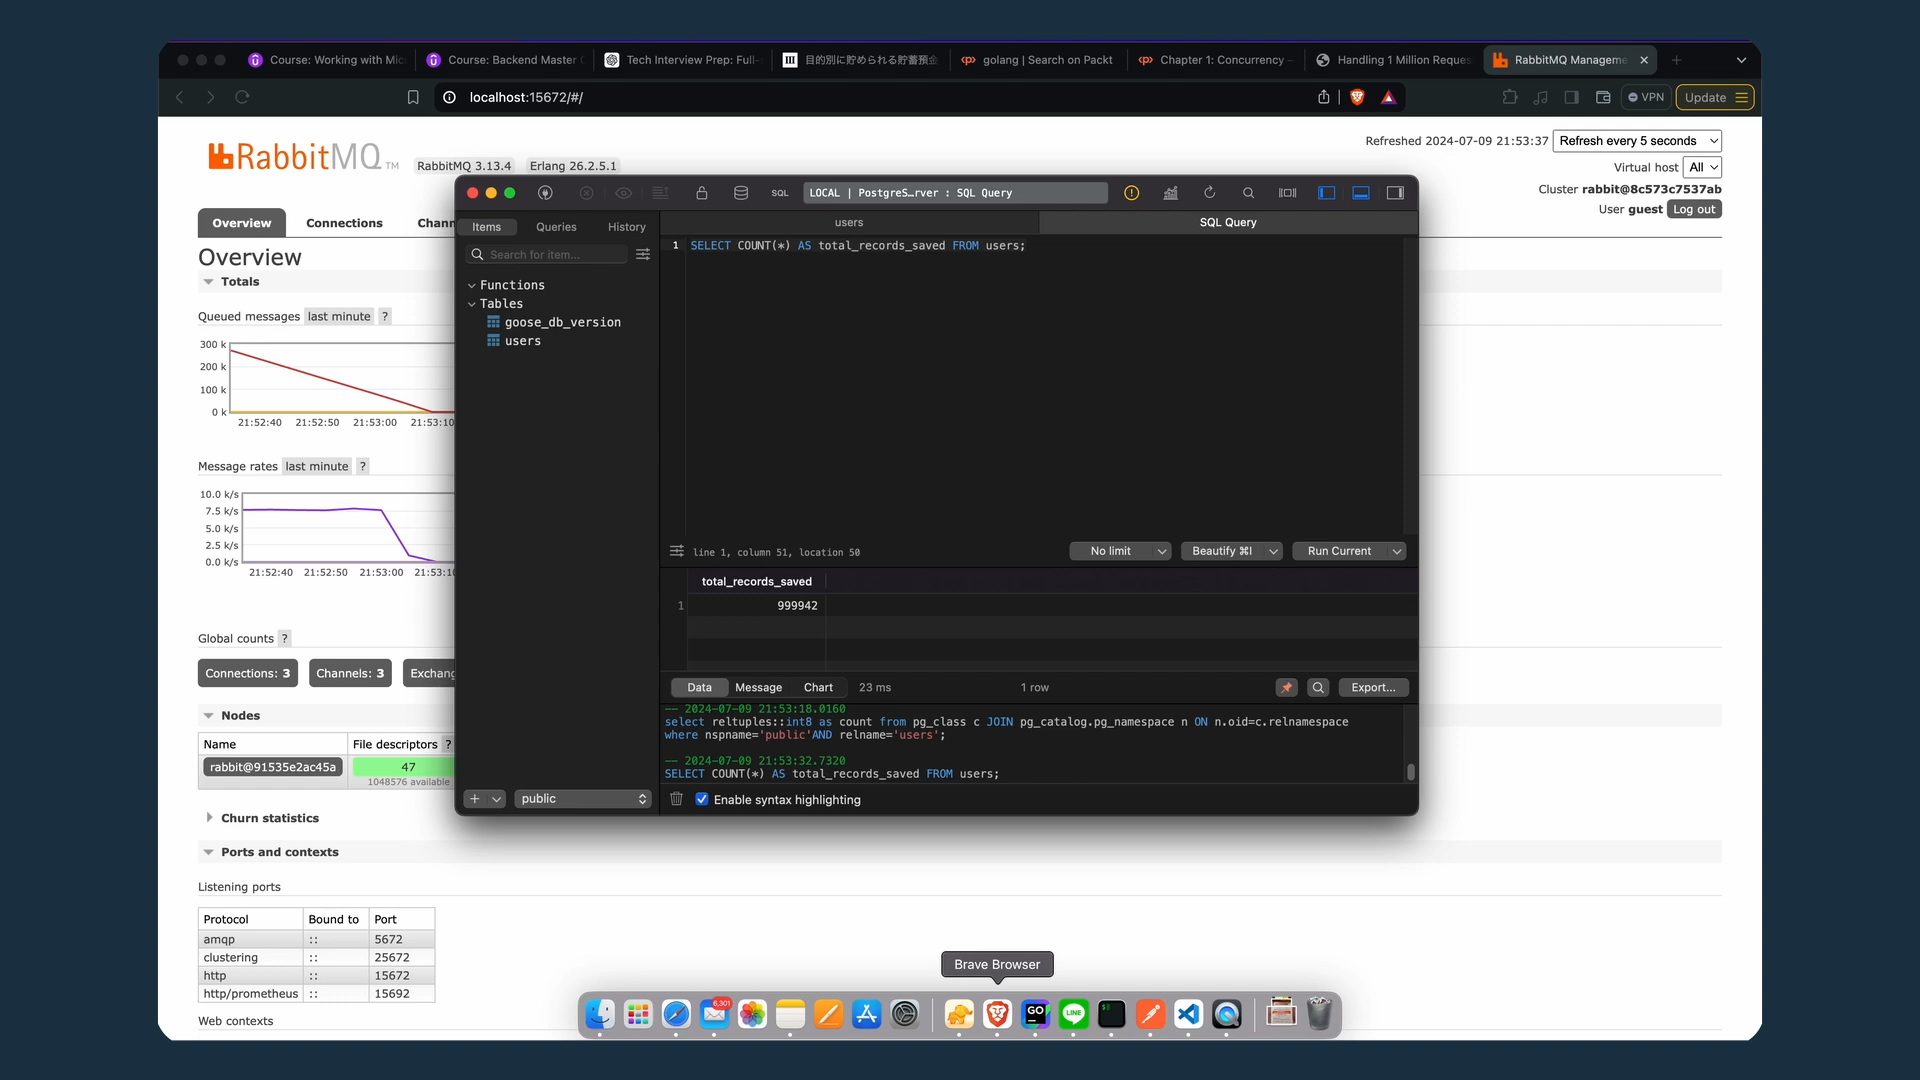 Course: Working with Mic
Course: Backend Master C
Tech Interview Prep: Full-s
目的別に貯められる貯蓄預金
golang | Search on Packt
Chapter 1: Concurrency –
Handling 1 Million Reques
RabbitMQ Manageme
localhost:15672/#/
VPN
Update
RabbitMQ TM
RabbitMQ 3.13.4
Erlang 26.2.5.1
Refreshed 2024-07-09 21:53:37
Refresh every 5 seconds
Virtual host All
Cluster rabbit@8c573c7537ab
User guest Log out
Overview
Connections
Chann
Overview
Totals
Queued messages last minute ?
300 k
200 k
100 k
0 k
21:52:40
21:52:50
21:53:00
21:53:10
Message rates last minute ?
10.0 k/s
7.5 k/s
5.0 k/s
2.5 k/s
0.0 k/s
21:52:40
21:52:50
21:53:00
21:53:10
Global counts ?
Connections: 3
Channels: 3
Exchang
Nodes
Name
File descriptors ?
rabbit@91535e2ac45a
47
1048576 available
Churn statistics
Ports and contexts
Listening ports
Protocol Bound to Port
amqp :: 5672
clustering :: 25672
http :: 15672
http/prometheus :: 15692
Web contexts
SQL
LOCAL | PostgreS…rver : SQL Query
Items
Queries
History
Search for item...
Functions
Tables
goose_db_version
users
public
users
SQL Query
1 SELECT COUNT(*) AS total_records_saved FROM users;
line 1, column 51, location 50
No limit
Beautify ⌘I
Run Current
total_records_saved
1 999942
Data
Message
Chart
23 ms
1 row
Export...
-- 2024-07-09 21:53:18.0160
select reltuples::int8 as count from pg_class c JOIN pg_catalog.pg_namespace n ON n.oid=c.relnamespace
where nspname='public'AND relname='users';
-- 2024-07-09 21:53:32.7320
SELECT COUNT(*) AS total_records_saved FROM users;
Enable syntax highlighting
Brave Browser
6,301
GO
LINE